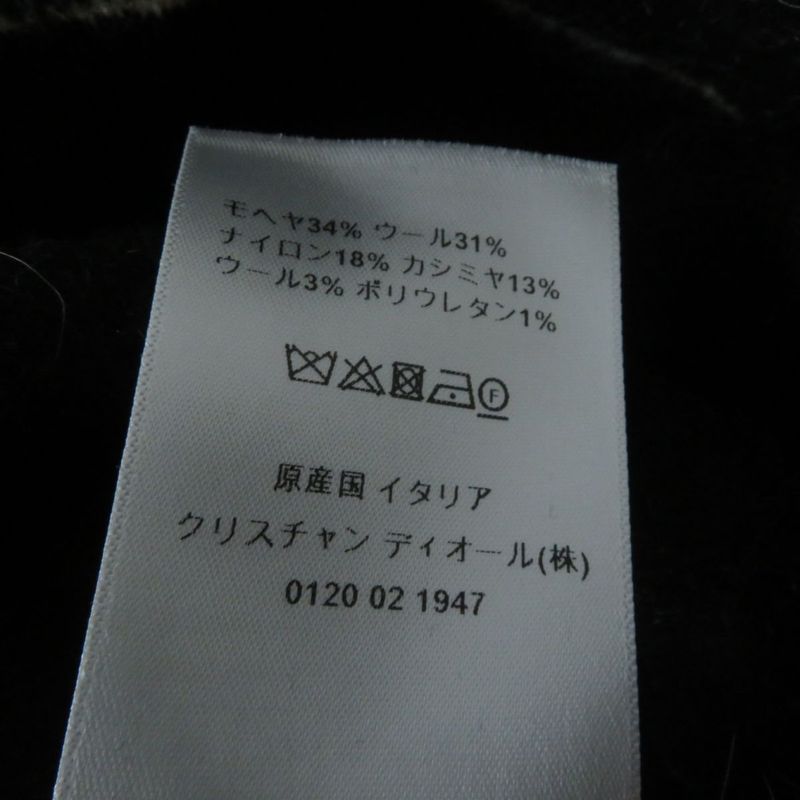 モヘヤ34% ウール31%
ナイロン18% カシミヤ13%
ウール3% ポリウレタン1%
F
原産国 イタリア
クリスチャン ディオール(株)
0120 02 1947